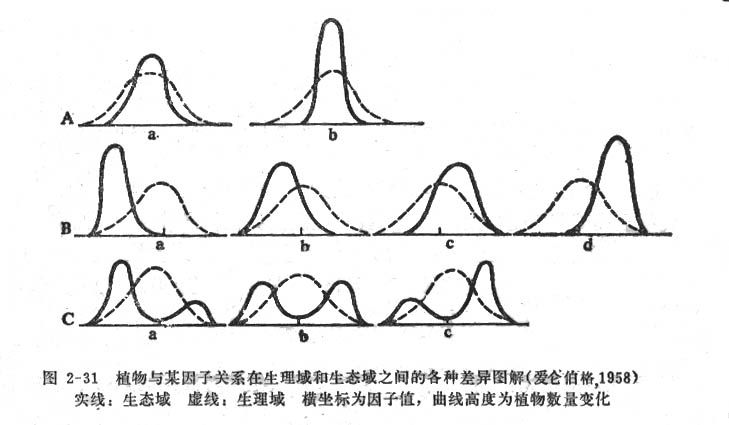 A
a
b
B
a
b
c
d
C
a
b
c
图 2-31 植物与某因子关系在生理域和生态域之间的各种差异图解(爱仑伯格,1958)
实线：生态域 虚线：生理域 横坐标为因子值，曲线高度为植物数量变化